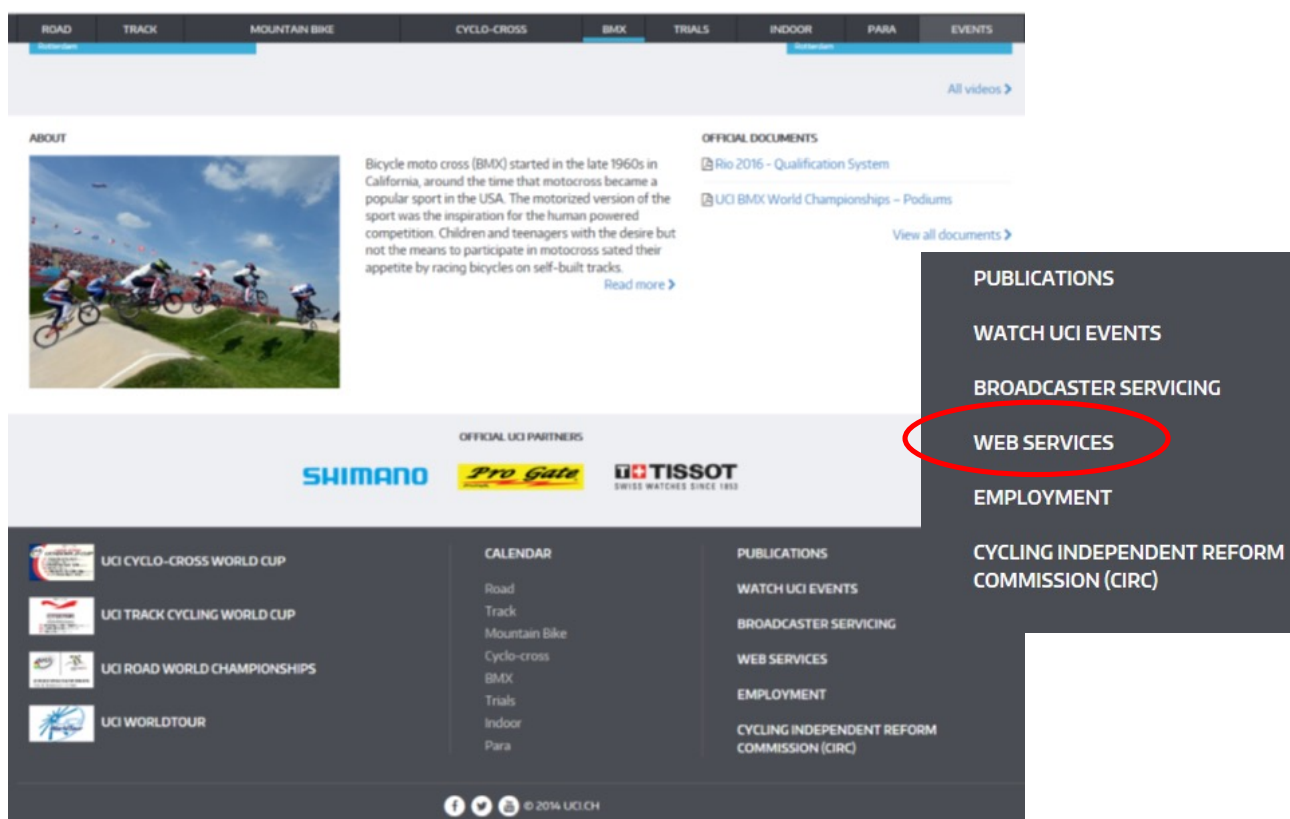 ROAD TRACK MOUNTAIN BIKE CYCLO-CROSS BMX TRIALS INDOOR PARA EVENTS
Rotterdam Rotterdam
All videos
ABOUT
Bicycle moto cross (BMX) started in the late 1960s in
California, around the time that motocross became a
popular sport in the USA. The motorized version of the
sport was the inspiration for the human powered
competition. Children and teenagers with the desire but
not the means to participate in motocross sated their
appetite by racing bicycles on self-built tracks.
Read more
OFFICIAL DOCUMENTS
Rio 2016 - Qualification System
UCI BMX World Championships – Podiums
View all documents
PUBLICATIONS
WATCH UCI EVENTS
BROADCASTER SERVICING
WEB SERVICES
EMPLOYMENT
CYCLING INDEPENDENT REFORM
COMMISSION (CIRC)
OFFICIAL UCI PARTNERS
SHIMANO
Pro Gate
TISSOT
SWISS WATCHES SINCE 1853
UCI CYCLO-CROSS WORLD CUP
UCI TRACK CYCLING WORLD CUP
UCI ROAD WORLD CHAMPIONSHIPS
UCI WORLDTOUR
CALENDAR
Road
Track
Mountain Bike
Cyclo-cross
BMX
Trials
Indoor
Para
PUBLICATIONS
WATCH UCI EVENTS
BROADCASTER SERVICING
WEB SERVICES
EMPLOYMENT
CYCLING INDEPENDENT REFORM
COMMISSION (CIRC)
© 2014 UCI.CH